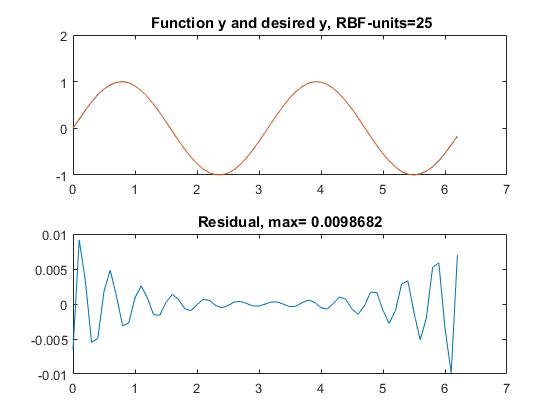 Function y and desired y, RBF-units=25
2
1
0
-1
0 1 2 3 4 5 6 7
Residual, max= 0.0098682
0.01
0.005
0
-0.005
-0.01
0 1 2 3 4 5 6 7